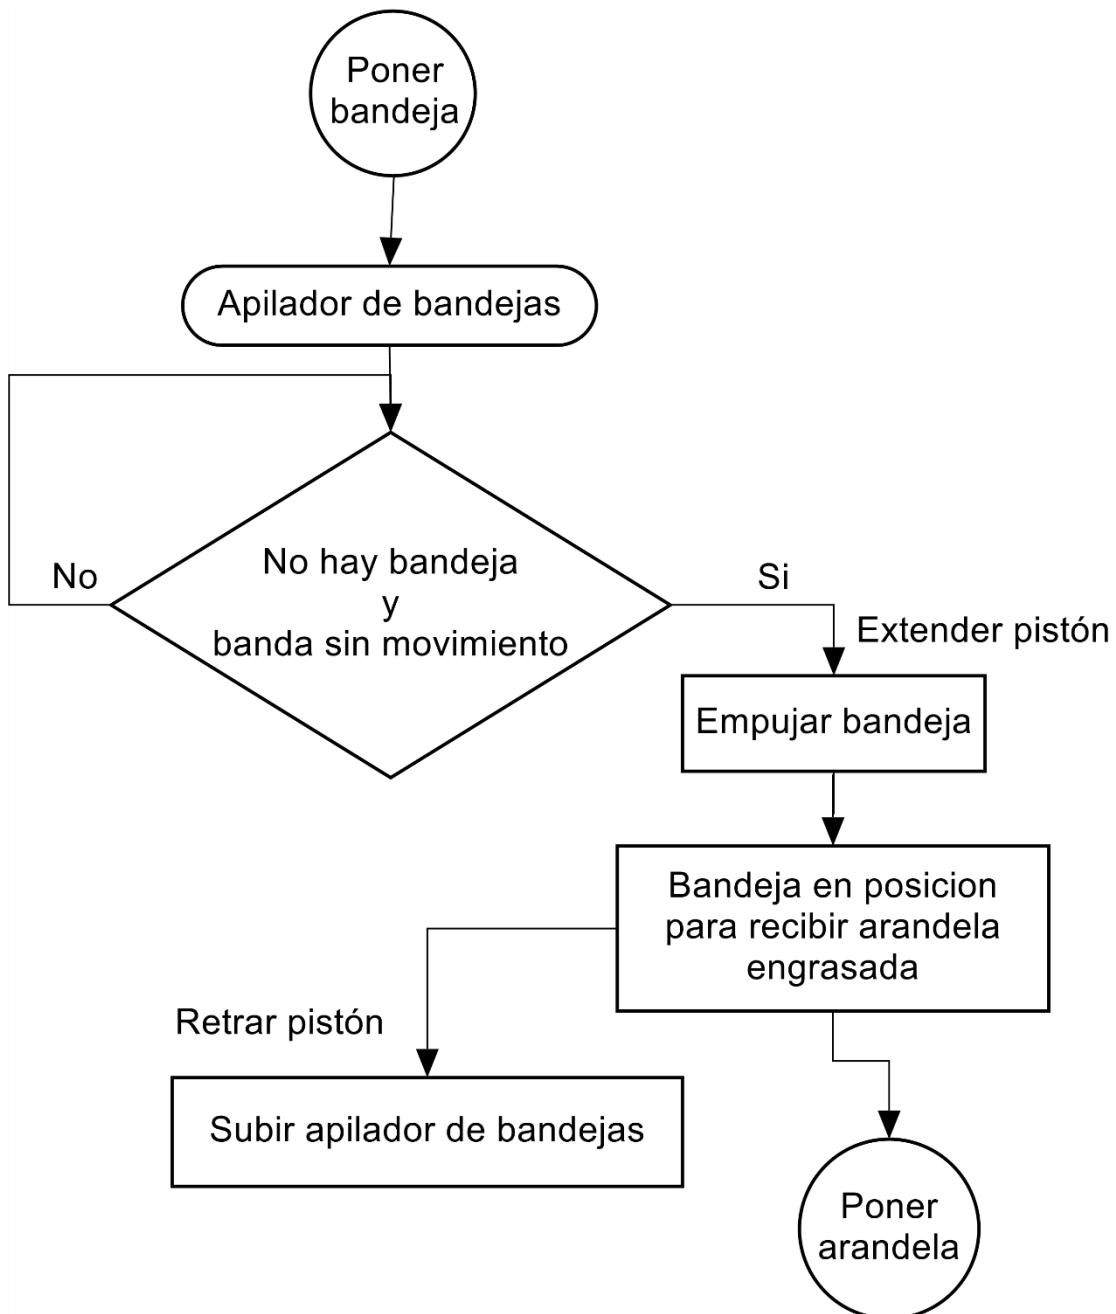 Poner
bandeja
Apilador de bandejas
No hay bandeja
y
banda sin movimiento
No
Si
Extender pistón
Empujar bandeja
Bandeja en posicion
para recibir arandela
engrasada
Retrar pistón
Subir apilador de bandejas
Poner
arandela